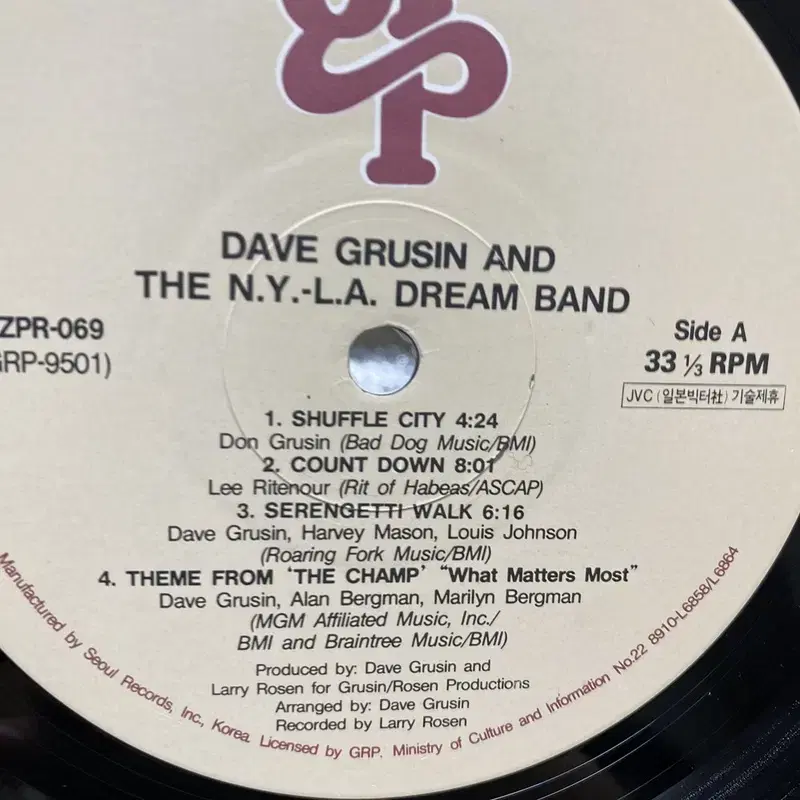 GRP
DAVE GRUSIN AND
THE N.Y.-L.A. DREAM BAND
ZPR-069
GRP-9501)
Side A
33 ⅓ RPM
JVC (일본빅터社) 기술제휴
1. SHUFFLE CITY 4:24
Don Grusin (Bad Dog Music/BMI)
2. COUNT DOWN 8:01
Lee Ritenour (Rit of Habeas/ASCAP)
3. SERENGETTI WALK 6:16
Dave Grusin, Harvey Mason, Louis Johnson
(Roaring Fork Music/BMI)
4. THEME FROM 'THE CHAMP' "What Matters Most"
Dave Grusin, Alan Bergman, Marilyn Bergman
(MGM Affiliated Music, Inc./
BMI and Braintree Music/BMI)
Produced by: Dave Grusin and
Larry Rosen for Grusin/Rosen Productions
Arranged by: Dave Grusin
Recorded by: Larry Rosen
Manufactured by Seoul Records, Inc., Korea. Licensed by GRP. Ministry of Culture and Information No.22 8910-L6858/L6864